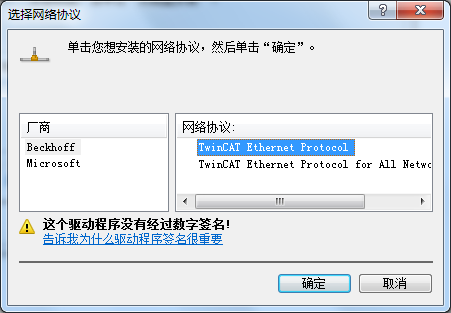 选择网络协议
单击您想安装的网络协议，然后单击“确定”。
厂商
Beckhoff
Microsoft
网络协议:
TwinCAT Ethernet Protocol
TwinCAT Ethernet Protocol for All Netwo
这个驱动程序没有经过数字签名!
告诉我为什么驱动程序签名很重要
确定
取消